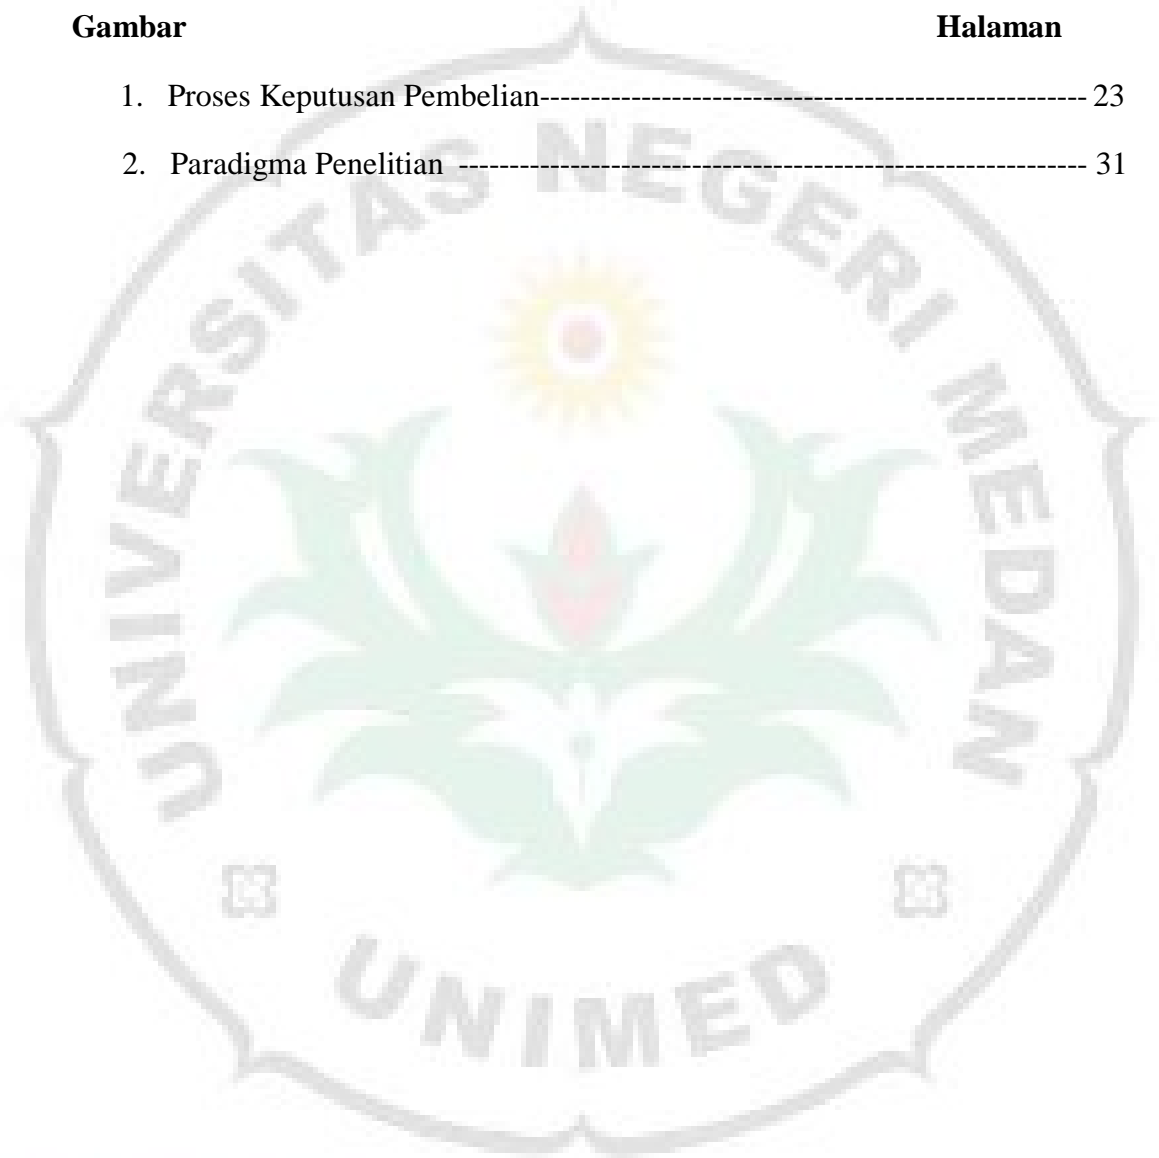 Gambar Halaman
1. Proses Keputusan Pembelian------------------------------------------------------ 23
2. Paradigma Penelitian -------------------------------------------------------------- 31
UNIVERSITAS NEGERI MEDAN
UNIMED